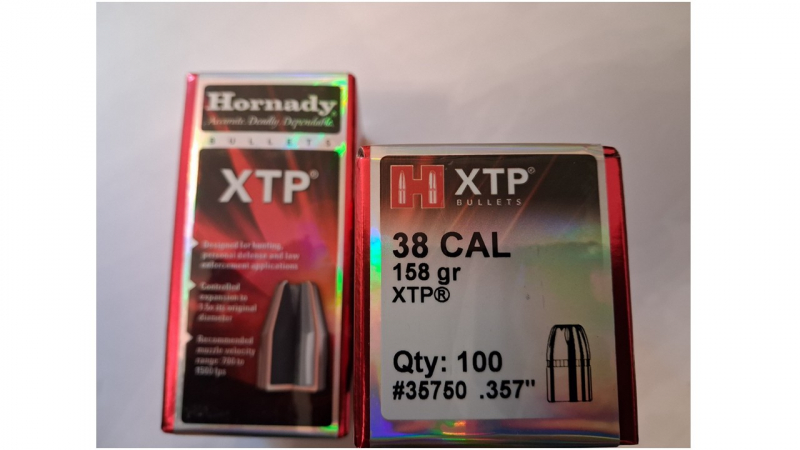 Hornady®
Accurate. Deadly. Dependable.
BULLETS
XTP®
Designed for hunting,
personal defense and law
enforcement applications
Controlled
expansion to
1.5x its original
diameter
Recommended
muzzle velocity
range: 700 to
fps
XTP®
BULLETS
38 CAL
158 gr
XTP®
Qty: 100
#35750 .357"